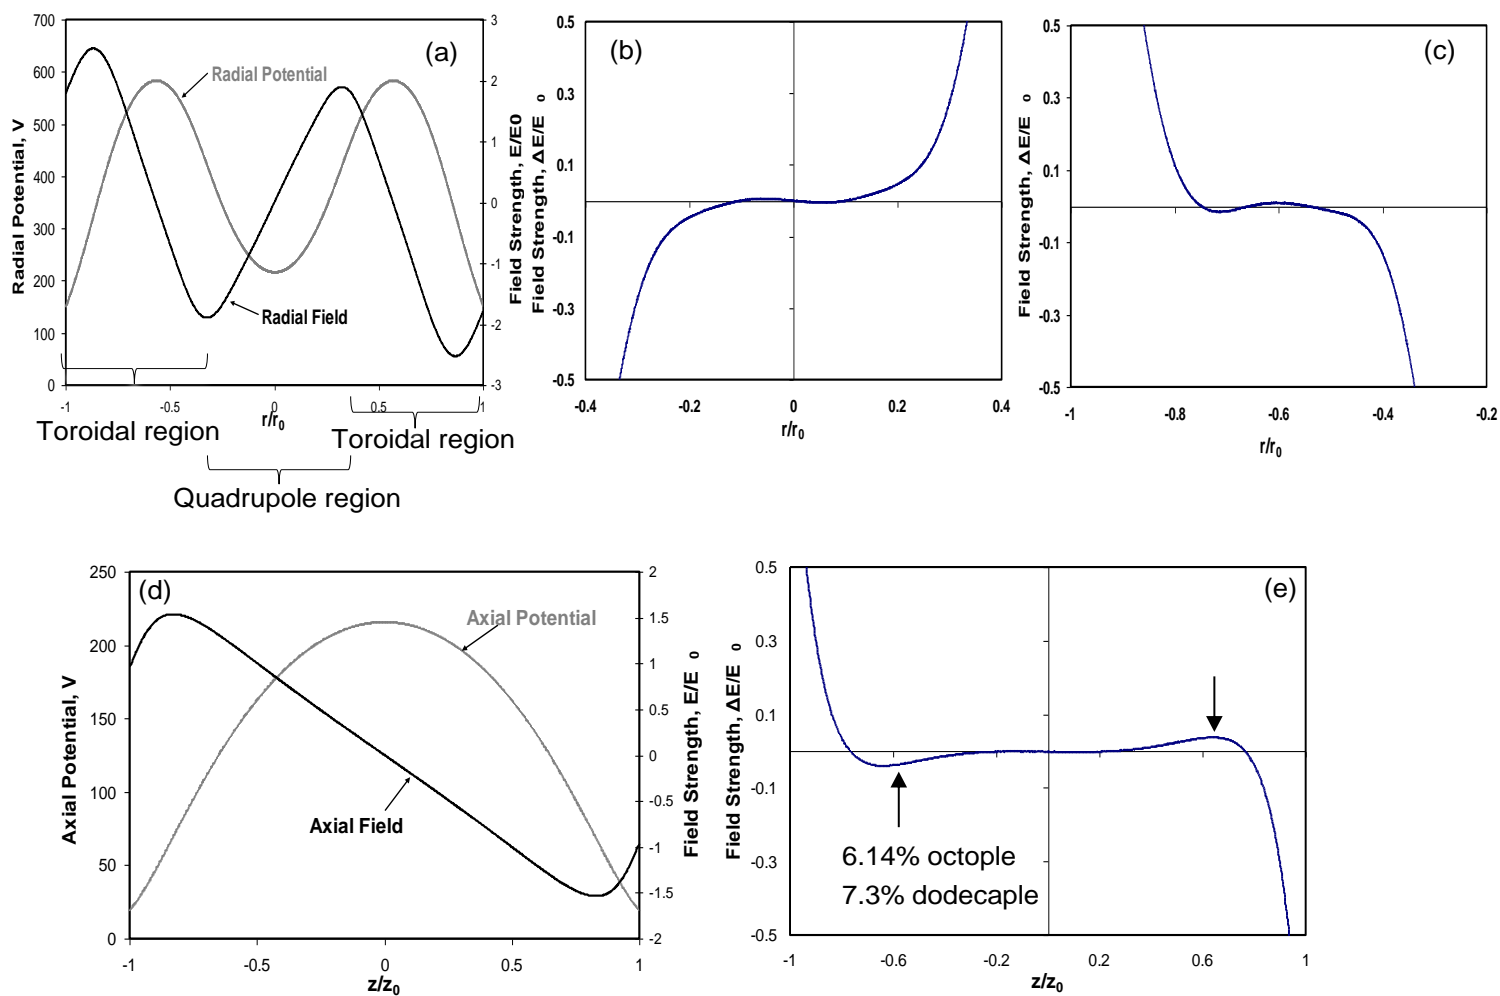 (a)
Radial Potential
Radial Field
Radial Potential, V
700
600
500
400
300
200
100
0
3
2
1
0
-1
-2
-3
Field Strength, E/E0
-1
-0.5
0
0.5
1
r/r0
Toroidal region
Toroidal region
Quadrupole region
(b)
Field Strength, ΔE/E 0
0.5
0.3
0.1
-0.1
-0.3
-0.5
-0.4
-0.2
0
0.2
0.4
r/r0
(c)
Field Strength, ΔE/E 0
0.5
0.3
0.1
-0.1
-0.3
-0.5
-1
-0.8
-0.6
-0.4
-0.2
r/r0
(d)
Axial Potential
Axial Field
Axial Potential, V
250
200
150
100
50
0
2
1.5
1
0.5
0
-0.5
-1
-1.5
-2
Field Strength, E/E 0
-1
-0.5
0
0.5
1
z/z0
(e)
Field Strength, ΔE/E 0
0.5
0.3
0.1
-0.1
-0.3
-0.5
6.14% octople
7.3% dodecaple
-1
-0.6
-0.2
0.2
0.6
1
z/z0